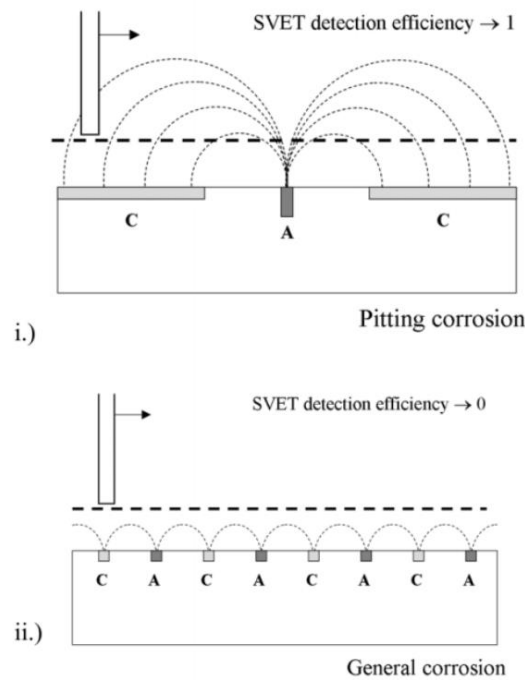 SVET detection efficiency → 1
C
A
C
i.)
Pitting corrosion
SVET detection efficiency → 0
C A C A C A C A
ii.)
General corrosion